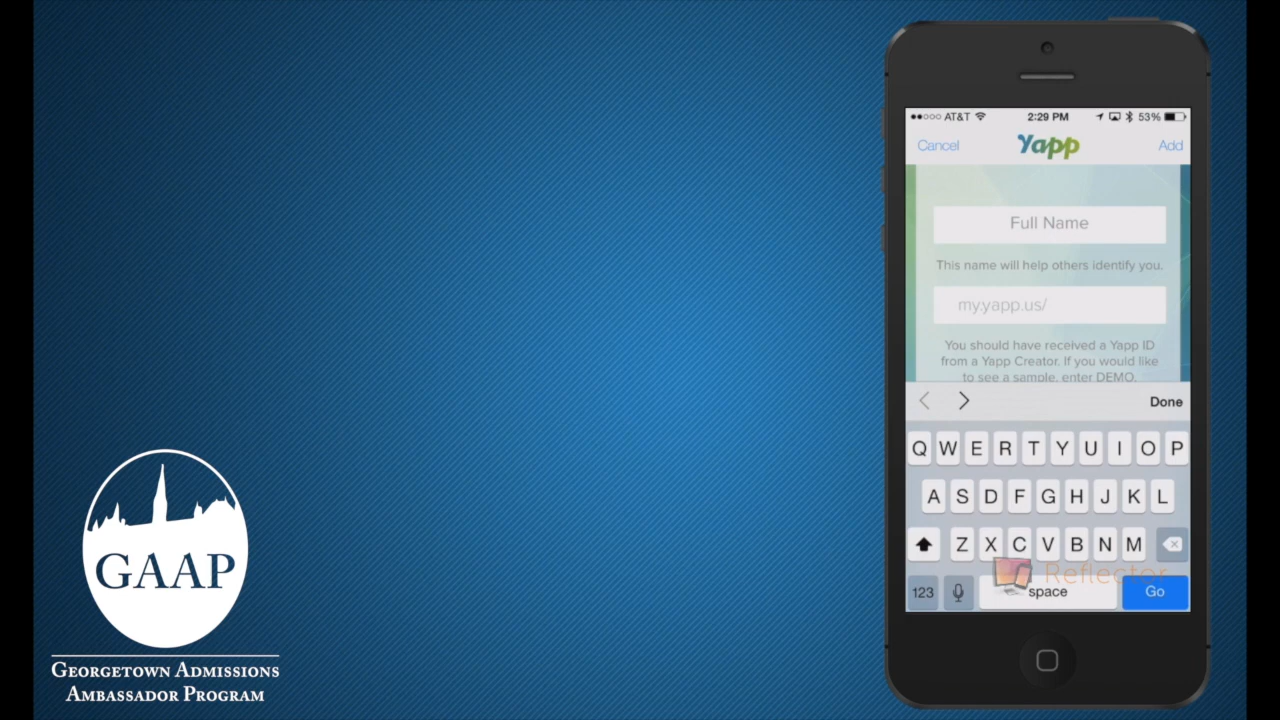 AT&T 2:29 PM 53%
Cancel Yapp Add
Full Name
This name will help others identify you.
my.yapp.us/
You should have received a Yapp ID
from a Yapp Creator. If you would like
to see a sample, enter DEMO.
Done
Q W E R T Y U I O P
A S D F G H J K L
Z X C V B N M
Reflector
123 space Go
GAAP
Georgetown Admissions
Ambassador Program